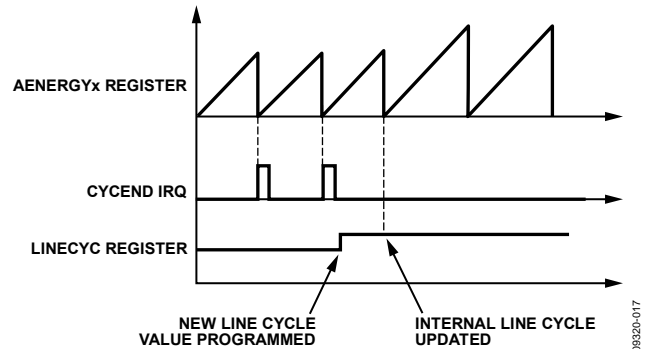 AENERGYx REGISTER
CYCEND IRQ
LINECYC REGISTER
NEW LINE CYCLE
VALUE PROGRAMMED
INTERNAL LINE CYCLE
UPDATED
09320-017